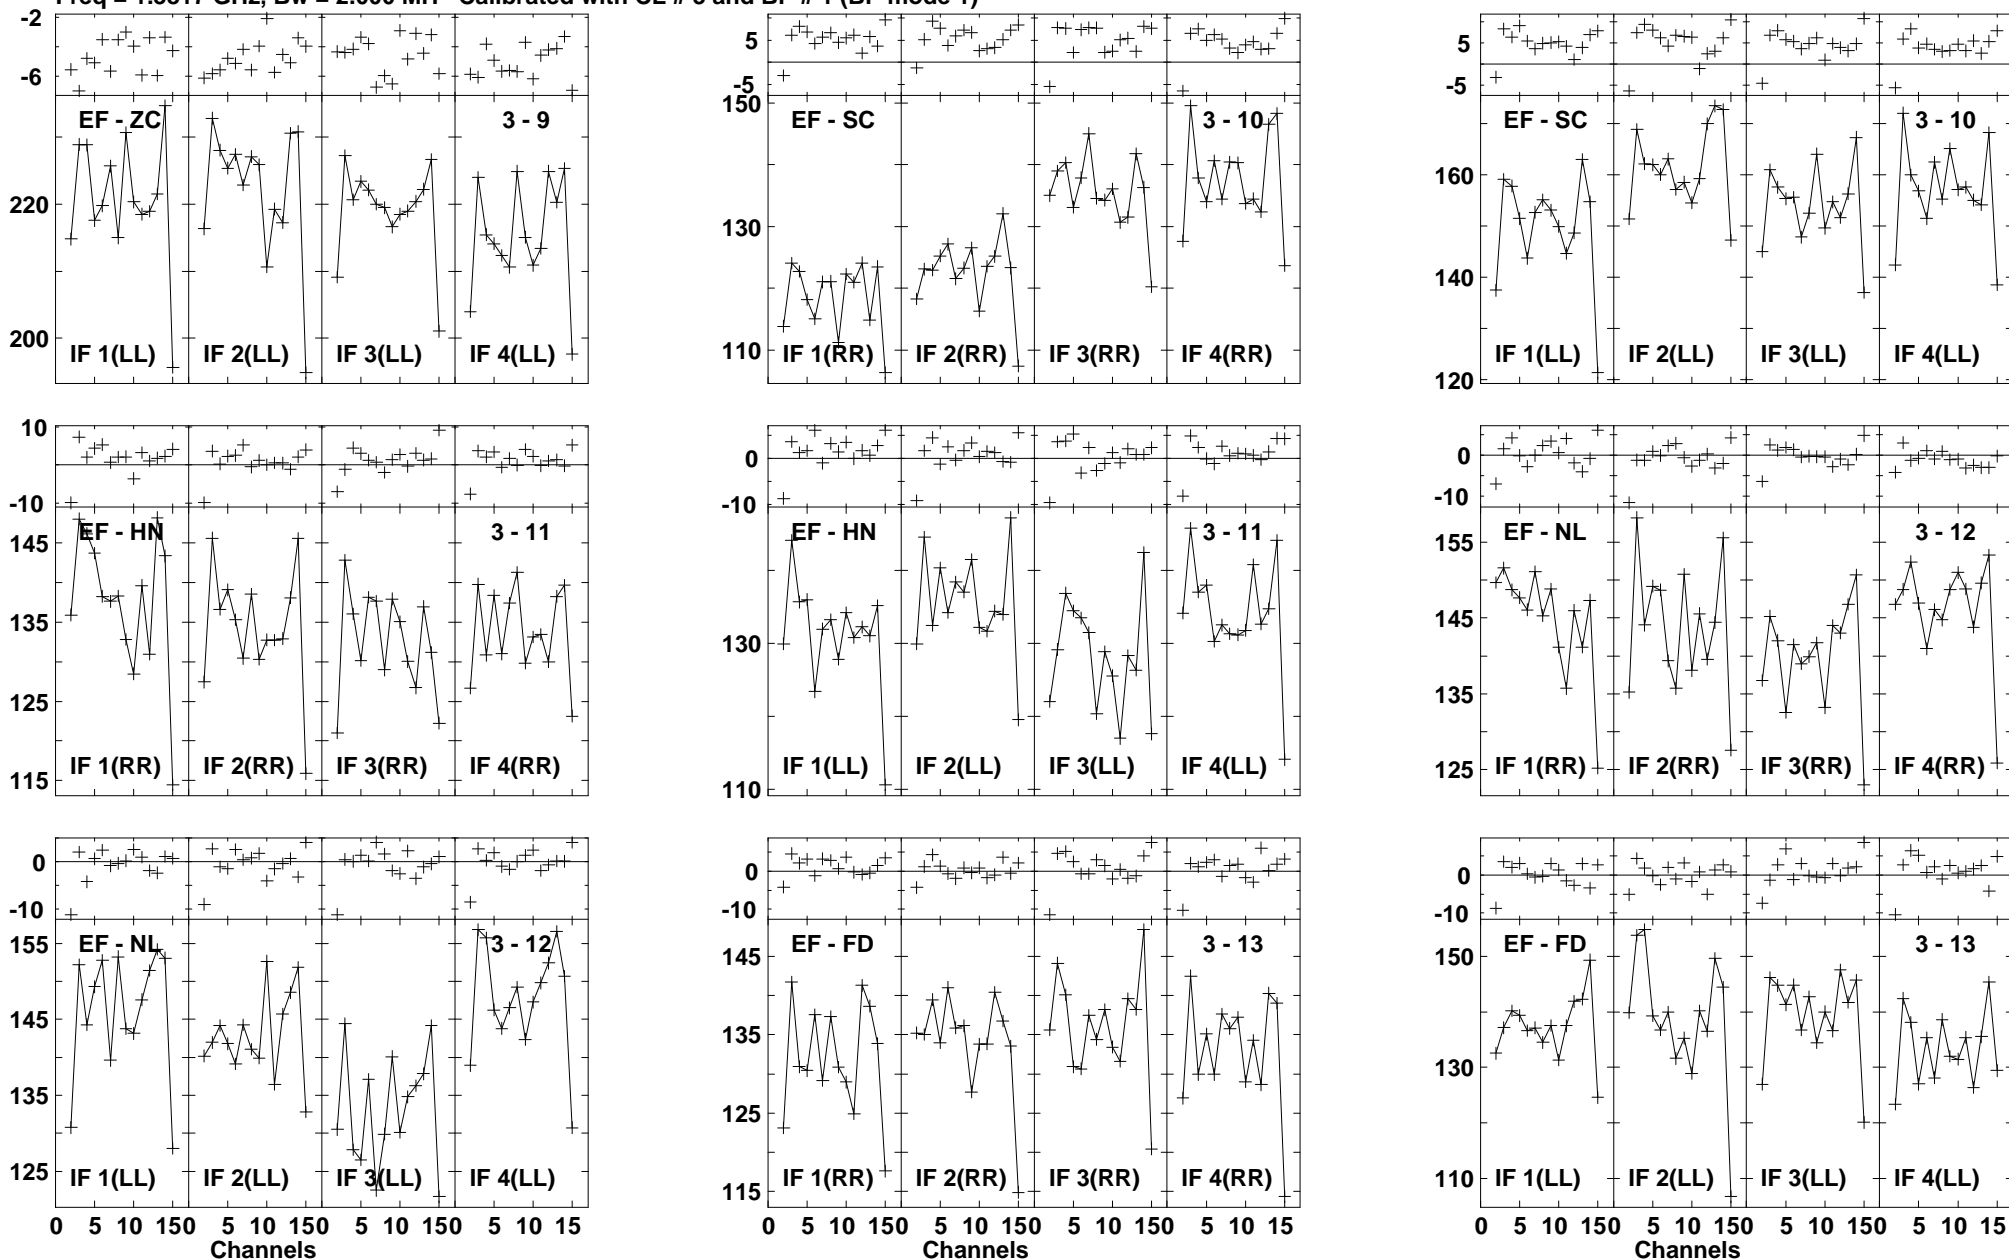 -2
-6
EF - ZC
3 - 9
220
200
IF 1(LL) IF 2(LL) IF 3(LL) IF 4(LL)
5
-5
150
EF - SC
3 - 10
130
110
IF 1(RR) IF 2(RR) IF 3(RR) IF 4(RR)
5
-5
EF - SC
3 - 10
160
140
120
IF 1(LL) IF 2(LL) IF 3(LL) IF 4(LL)
10
-10
EF - HN
3 - 11
145
135
125
115
IF 1(RR) IF 2(RR) IF 3(RR) IF 4(RR)
0
-10
EF - HN
3 - 11
130
110
IF 1(LL) IF 2(LL) IF 3(LL) IF 4(LL)
0
-10
EF - NL
3 - 12
155
145
135
125
IF 1(RR) IF 2(RR) IF 3(RR) IF 4(RR)
0
-10
EF - NL
3 - 12
155
145
135
125
IF 1(LL) IF 2(LL) IF 3(LL) IF 4(LL)
0 5 10 15 0 5 10 15 0 5 10 15 0 5 10 15
Channels
0
-10
EF - FD
3 - 13
145
135
125
115
IF 1(RR) IF 2(RR) IF 3(RR) IF 4(RR)
0 5 10 15 0 5 10 15 0 5 10 15 0 5 10 15
Channels
0
-10
EF - FD
3 - 13
150
130
110
IF 1(LL) IF 2(LL) IF 3(LL) IF 4(LL)
0 5 10 15 0 5 10 15 0 5 10 15 0 5 10 15
Channels